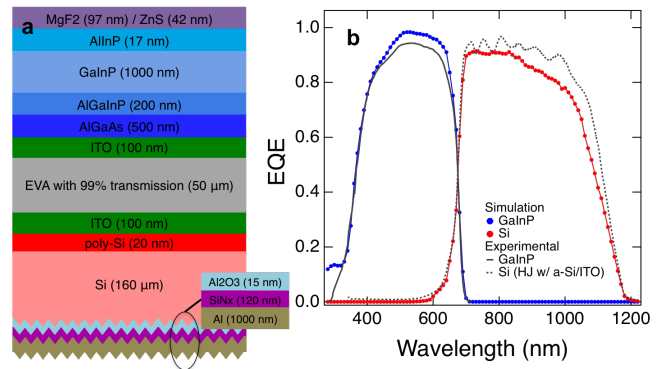 a
MgF2 (97 nm) / ZnS (42 nm)
AlInP (17 nm)
GaInP (1000 nm)
AlGaInP (200 nm)
AlGaAs (500 nm)
ITO (100 nm)
EVA with 99% transmission (50 µm)
ITO (100 nm)
poly-Si (20 nm)
Si (160 µm)
Al2O3 (15 nm)
SiNx (120 nm)
Al (1000 nm)
b
EQE
1.0
0.8
0.6
0.4
0.2
0.0
Simulation
GaInP
Si
Experimental
GaInP
Si (HJ w/ a-Si/ITO)
400 600 800 1000 1200
Wavelength (nm)